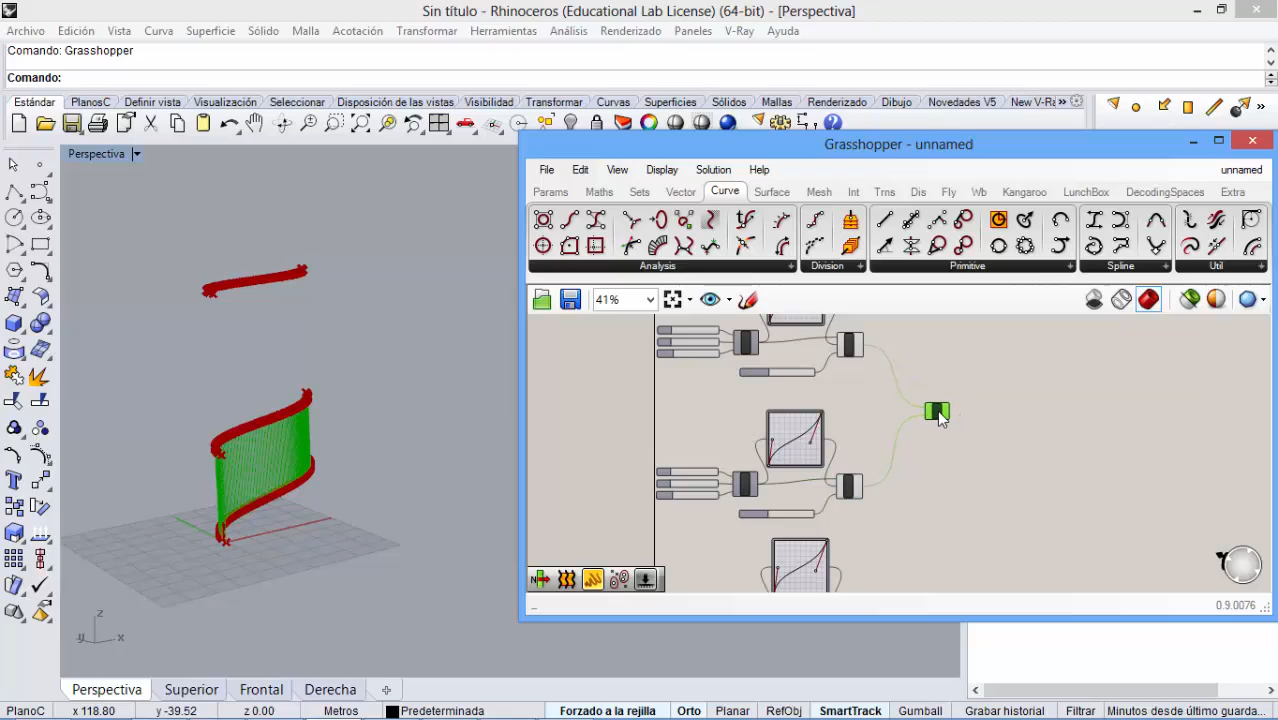 Sin título - Rhinoceros (Educational Lab License) (64-bit) - [Perspectiva]
Archivo Edición Vista Curva Superficie Sólido Malla Acotación Transformar Herramientas Análisis Renderizado Paneles V-Ray Ayuda
Comando: Grasshopper
Comando:
Estándar PlanosC Definir vista Visualización Seleccionar Disposición de las vistas Visibilidad Transformar Curvas Superficies Sólidos Mallas Renderizado Dibujo Novedades V5 New V-Ra
Perspectiva
Grasshopper - unnamed
File Edit View Display Solution Help unnamed
Params Maths Sets Vector Curve Surface Mesh Int Trns Dis Fly Wb Kangaroo LunchBox DecodingSpaces Extra
Analysis Division Primitive Spline Util
41%
0.9.0076
z
y x
Perspectiva Superior Frontal Derecha
PlanoC x 118.80 y -39.52 z 0.00 Metros Predeterminada Forzado a la rejilla Orto Planar RefObj SmartTrack Gumball Grabar historial Filtrar Minutos desde último guarda...